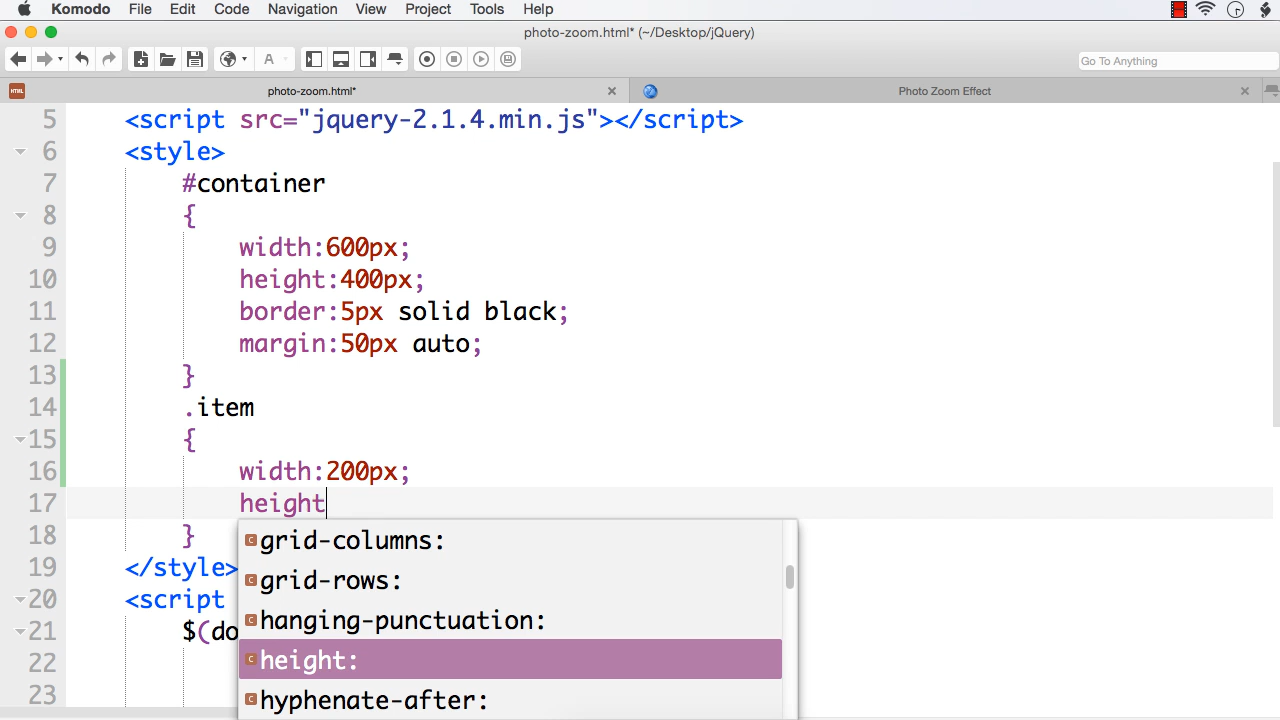 Komodo File Edit Code Navigation View Project Tools Help
photo-zoom.html* (~/Desktop/jQuery)
A Go To Anything
HTML photo-zoom.html* Photo Zoom Effect
5 <script src="jquery-2.1.4.min.js"></script>
6 <style>
7 #container
8 {
9 width:600px;
10 height:400px;
11 border:5px solid black;
12 margin:50px auto;
13 }
14 .item
15 {
16 width:200px;
17 height
18 }
19 </style>
20 <script
21 $(do
22
23
C grid-columns:
C grid-rows:
C hanging-punctuation:
C height:
C hyphenate-after: